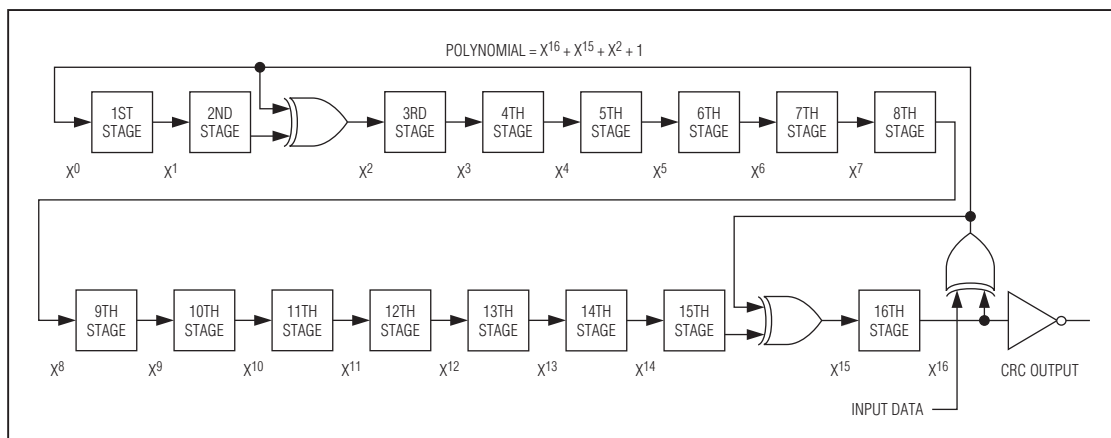 POLYNOMIAL = X¹⁶ + X¹⁵ + X² + 1
1ST STAGE
2ND STAGE
3RD STAGE
4TH STAGE
5TH STAGE
6TH STAGE
7TH STAGE
8TH STAGE
X⁰
X¹
X²
X³
X⁴
X⁵
X⁶
X⁷
9TH STAGE
10TH STAGE
11TH STAGE
12TH STAGE
13TH STAGE
14TH STAGE
15TH STAGE
16TH STAGE
X⁸
X⁹
X¹⁰
X¹¹
X¹²
X¹³
X¹⁴
X¹⁵
X¹⁶
CRC OUTPUT
INPUT DATA